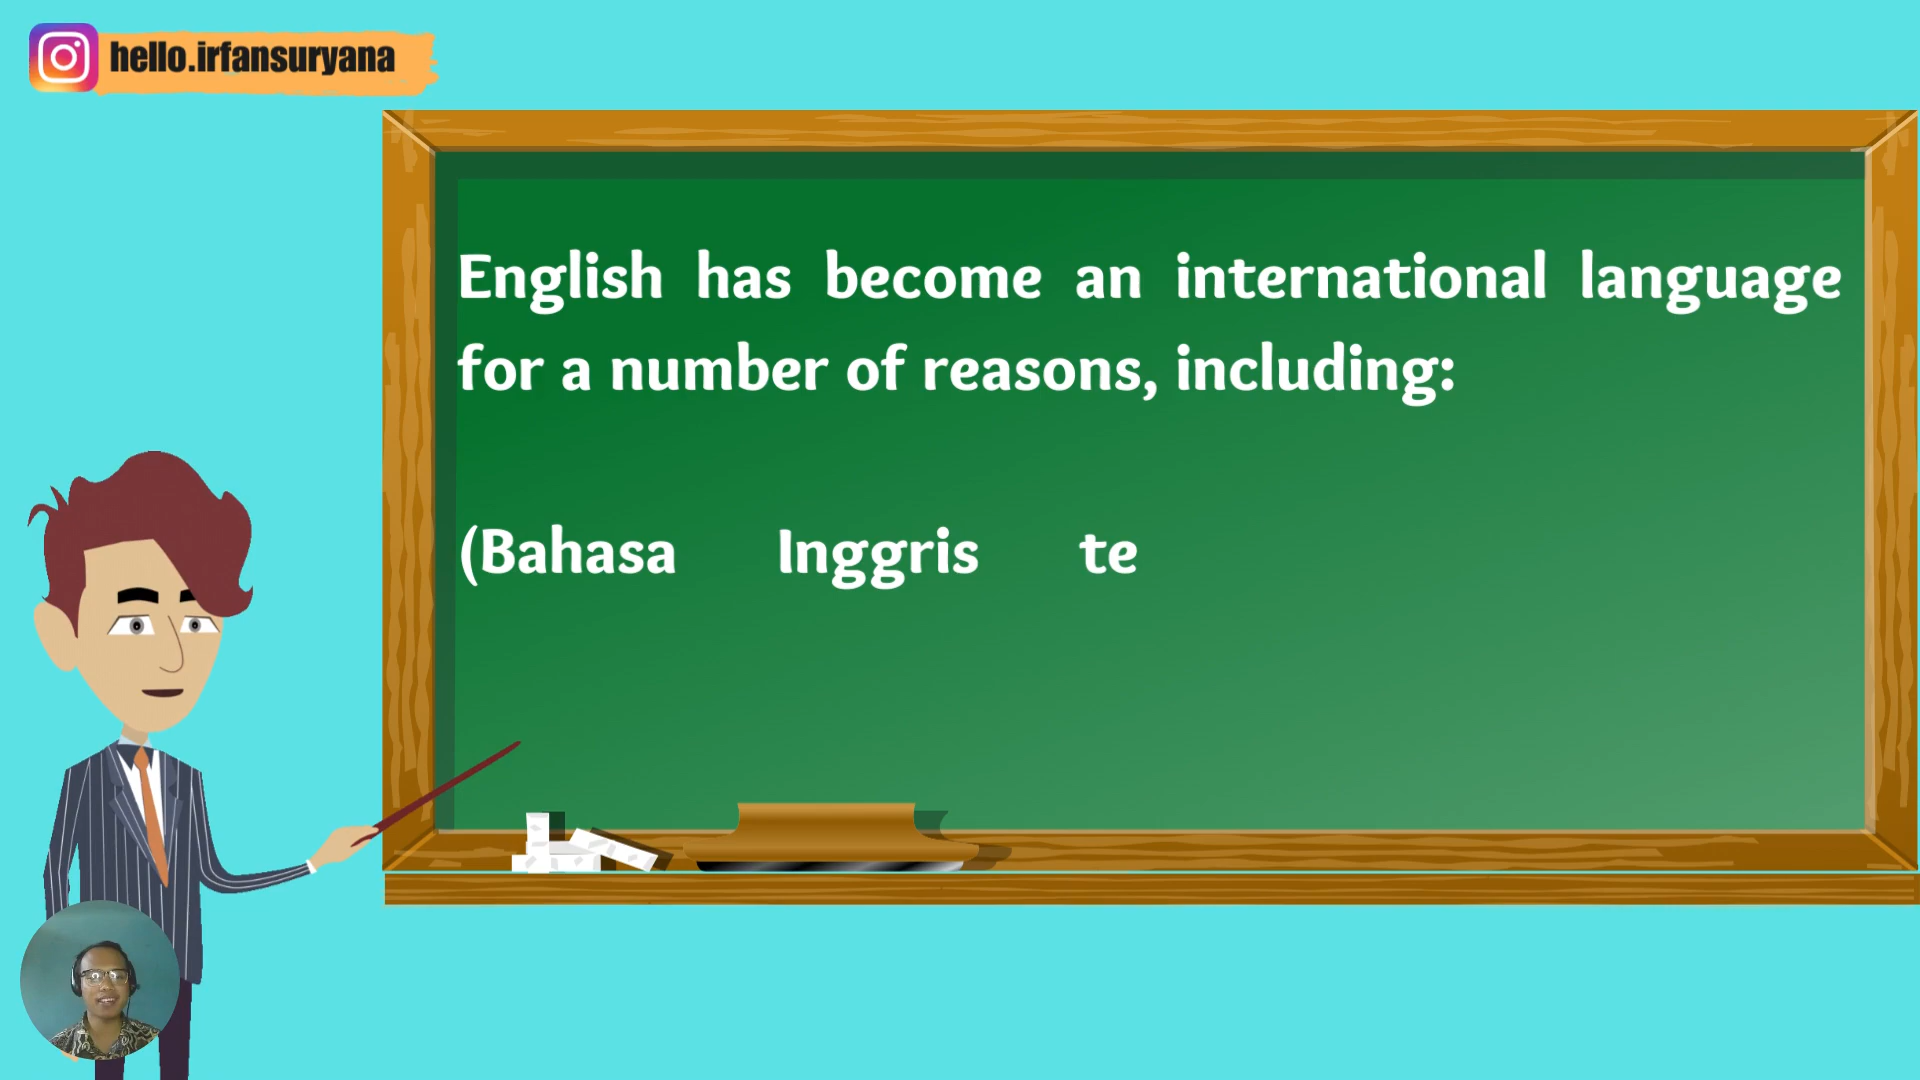 hello.irfansuryana
English has become an international language
for a number of reasons, including:
(Bahasa Inggris te